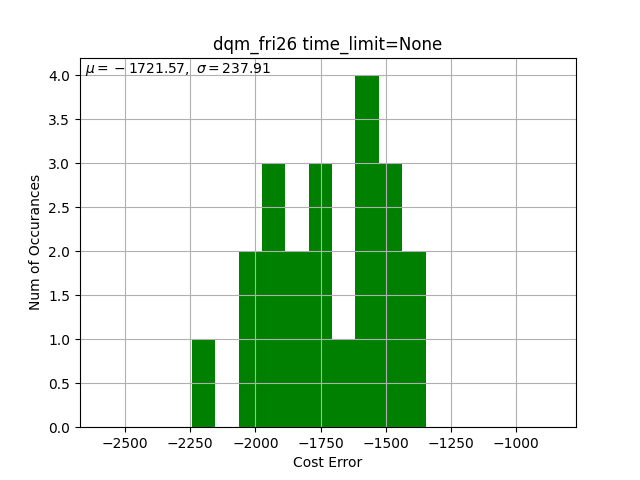 dqm_fri26 time_limit=None
μ = −1721.57, σ = 237.91
4.0
3.5
3.0
2.5
2.0
1.5
1.0
0.5
0.0
Num of Occurances
−2500 −2250 −2000 −1750 −1500 −1250 −1000
Cost Error